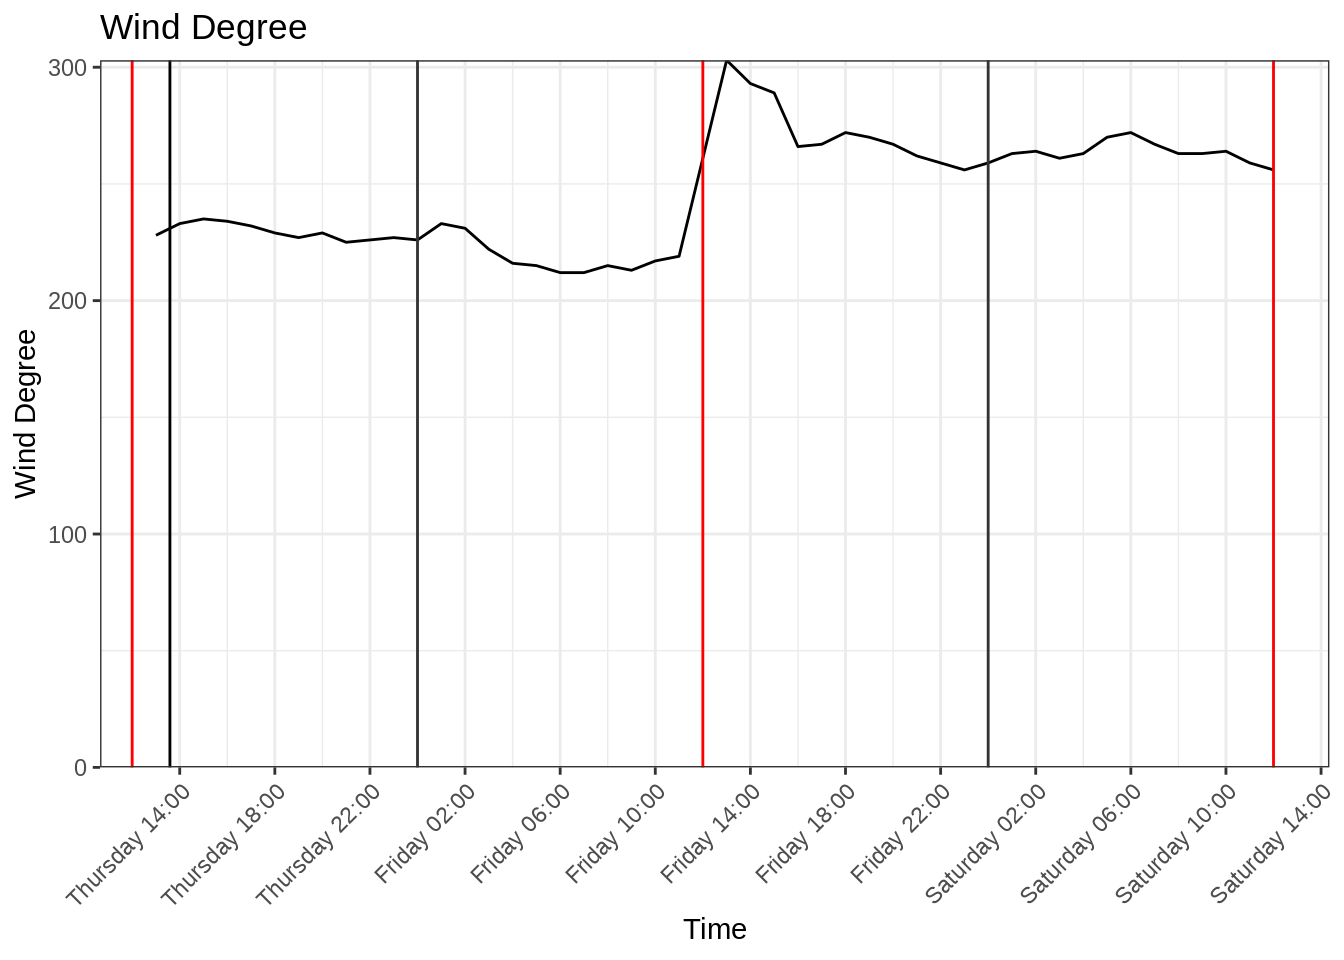 Wind Degree
Wind Degree
300
200
100
0
Thursday 14:00
Thursday 18:00
Thursday 22:00
Friday 02:00
Friday 06:00
Friday 10:00
Friday 14:00
Friday 18:00
Friday 22:00
Saturday 02:00
Saturday 06:00
Saturday 10:00
Saturday 14:00
Time